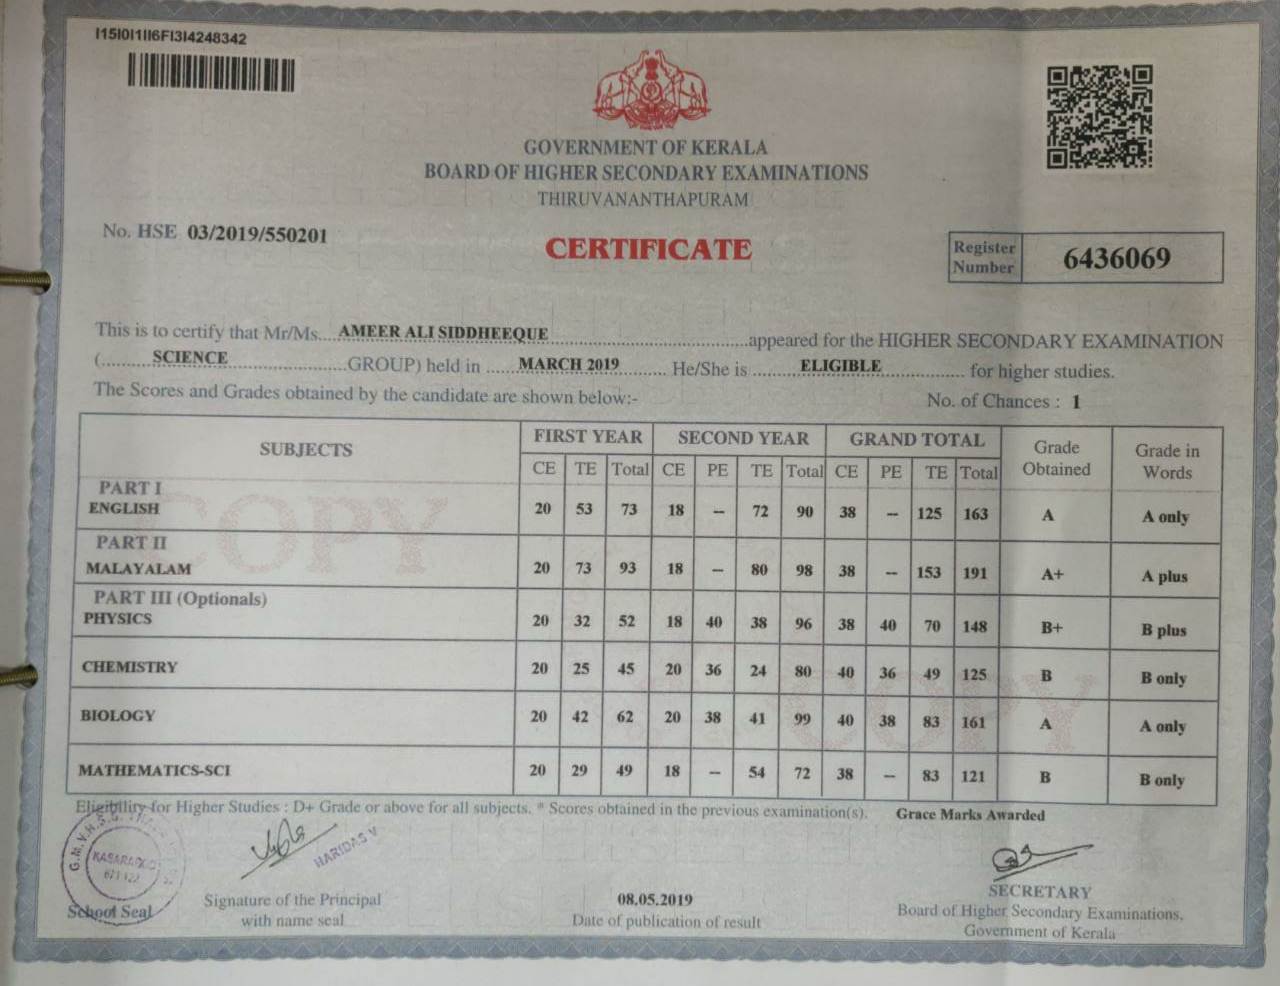 I15I0I1II6FI3I4248342
GOVERNMENT OF KERALA
BOARD OF HIGHER SECONDARY EXAMINATIONS
THIRUVANANTHAPURAM
No. HSE 03/2019/550201
CERTIFICATE
Register Number 6436069
This is to certify that Mr/Ms. AMEER ALI SIDDHEEQUE appeared for the HIGHER SECONDARY EXAMINATION
(SCIENCE GROUP) held in MARCH 2019 He/She is ELIGIBLE for higher studies.
The Scores and Grades obtained by the candidate are shown below:- No. of Chances : 1
SUBJECTS FIRST YEAR SECOND YEAR GRAND TOTAL Grade Obtained Grade in Words
CE TE Total CE PE TE Total CE PE TE Total
PART I
ENGLISH 20 53 73 18 -- 72 90 38 -- 125 163 A A only
PART II
MALAYALAM 20 73 93 18 -- 80 98 38 -- 153 191 A+ A plus
PART III (Optionals)
PHYSICS 20 32 52 18 40 38 96 38 40 70 148 B+ B plus
CHEMISTRY 20 25 45 20 36 24 80 40 36 49 125 B B only
BIOLOGY 20 42 62 20 38 41 99 40 38 83 161 A A only
MATHEMATICS-SCI 20 29 49 18 -- 54 72 38 -- 83 121 B B only
COPY
COPY
Eligibility for Higher Studies : D+ Grade or above for all subjects. * Scores obtained in the previous examination(s). Grace Marks Awarded
G.M.V.H.S.S.
KASARAGOD
HARIDAS V
School Seal
Signature of the Principal
with name seal
08.05.2019
Date of publication of result
SECRETARY
Board of Higher Secondary Examinations,
Government of Kerala